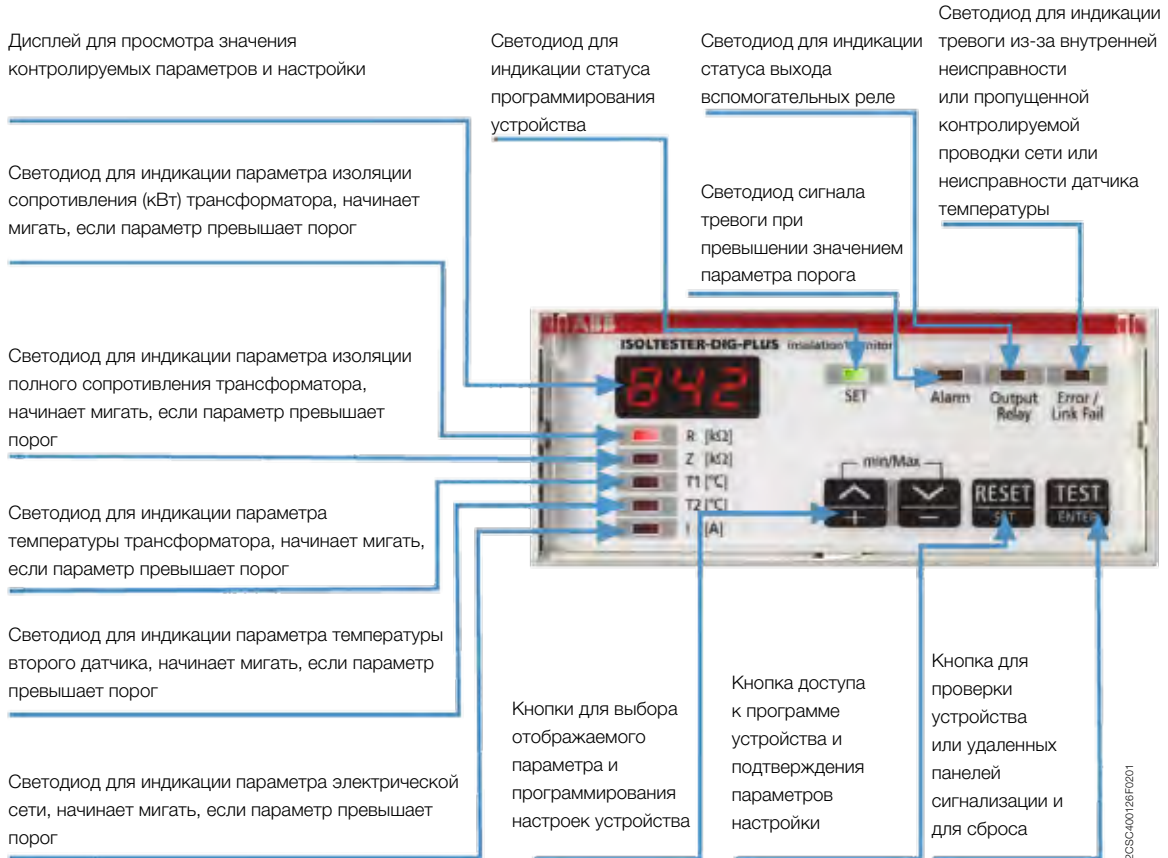 Дисплей для просмотра значения
контролируемых параметров и настройки
Светодиод для
индикации статуса
программирования
устройства
Светодиод для индикации
статуса выхода
вспомогательных реле
Светодиод для индикации
тревоги из-за внутренней
неисправности
или пропущенной
контролируемой
проводки сети или
неисправности датчика
температуры
Светодиод для индикации параметра изоляции
сопротивления (кВт) трансформатора, начинает
мигать, если параметр превышает порог
Светодиод сигнала
тревоги при
превышении значением
параметра порога
Светодиод для индикации параметра изоляции
полного сопротивления трансформатора,
начинает мигать, если параметр превышает
порог
Светодиод для индикации параметра
температуры трансформатора, начинает мигать,
если параметр превышает порог
Светодиод для индикации параметра температуры
второго датчика, начинает мигать, если параметр
превышает порог
Светодиод для индикации параметра электрической
сети, начинает мигать, если параметр превышает
порог
ABB
ISOLTESTER-DIG-PLUS insulation monitor
842
SET
Alarm
Output
Relay
Error /
Link Fail
R [kΩ]
Z [kΩ]
T1 [°C]
T2 [°C]
I [A]
min/Max
+
–
RESET
SET
TEST
ENTER
Кнопки для выбора
отображаемого
параметра и
программирования
настроек устройства
Кнопка доступа
к программе
устройства и
подтверждения
параметров
настройки
Кнопка для
проверки
устройства
или удаленных
панелей
сигнализации и
для сброса
2CSC400126F0201